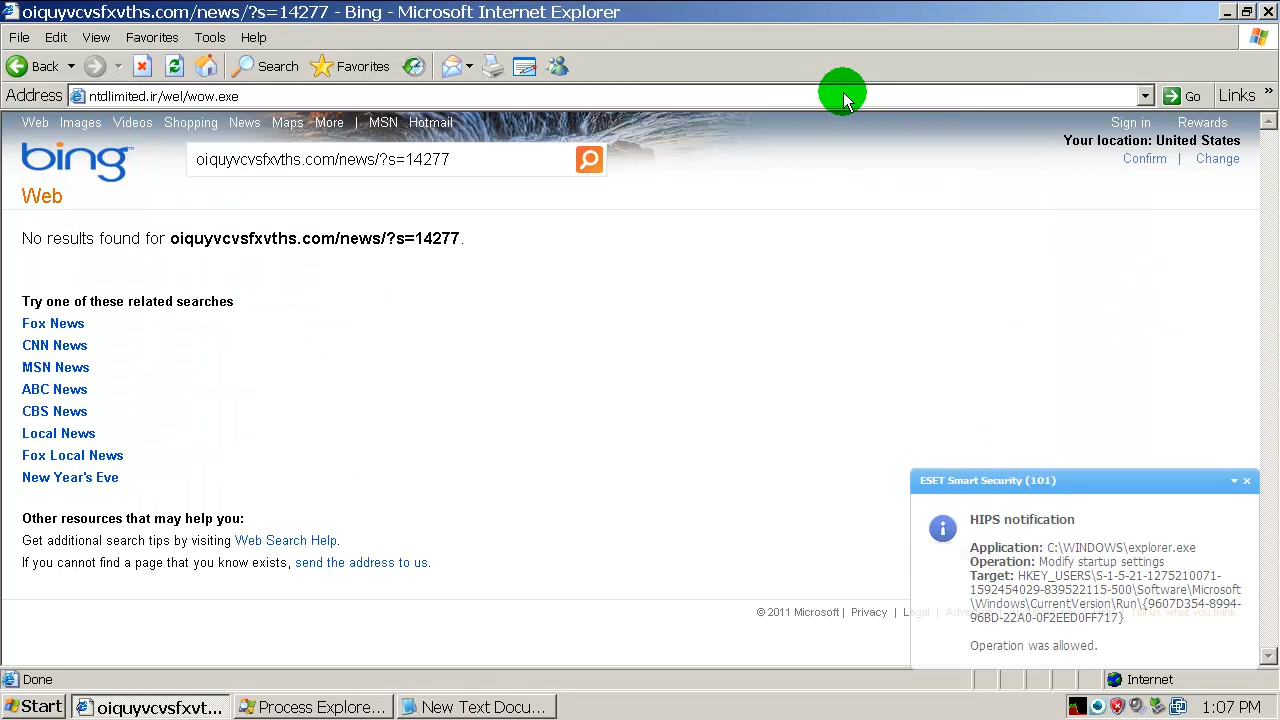 oiquyvcvsfxvths.com/news/?s=14277 - Bing - Microsoft Internet Explorer
File Edit View Favorites Tools Help
Back Search Favorites
Address ntdlimited.ir/wel/wow.exe Go Links »
Web Images Videos Shopping News Maps More | MSN Hotmail Sign in Rewards
Your location: United States
Confirm | Change
bing oiquyvcvsfxvths.com/news/?s=14277
Web
No results found for oiquyvcvsfxvths.com/news/?s=14277.
Try one of these related searches
Fox News
CNN News
MSN News
ABC News
CBS News
Local News
Fox Local News
New Year's Eve
Other resources that may help you:
Get additional search tips by visiting Web Search Help.
If you cannot find a page that you know exists, send the address to us.
© 2011 Microsoft | Privacy | Legal
ESET Smart Security (101)
HIPS notification
Application: C:\WINDOWS\explorer.exe
Operation: Modify startup settings
Target: HKEY_USERS\S-1-5-21-1275210071-
1592454029-839522115-500\Software\Microsoft
\Windows\CurrentVersion\Run\{9607D354-8994-
96BD-22A0-0F2EED0FF717}
Operation was allowed.
Done Internet
Start oiquyvcvsfxvt... Process Explora... New Text Docu... 1:07 PM